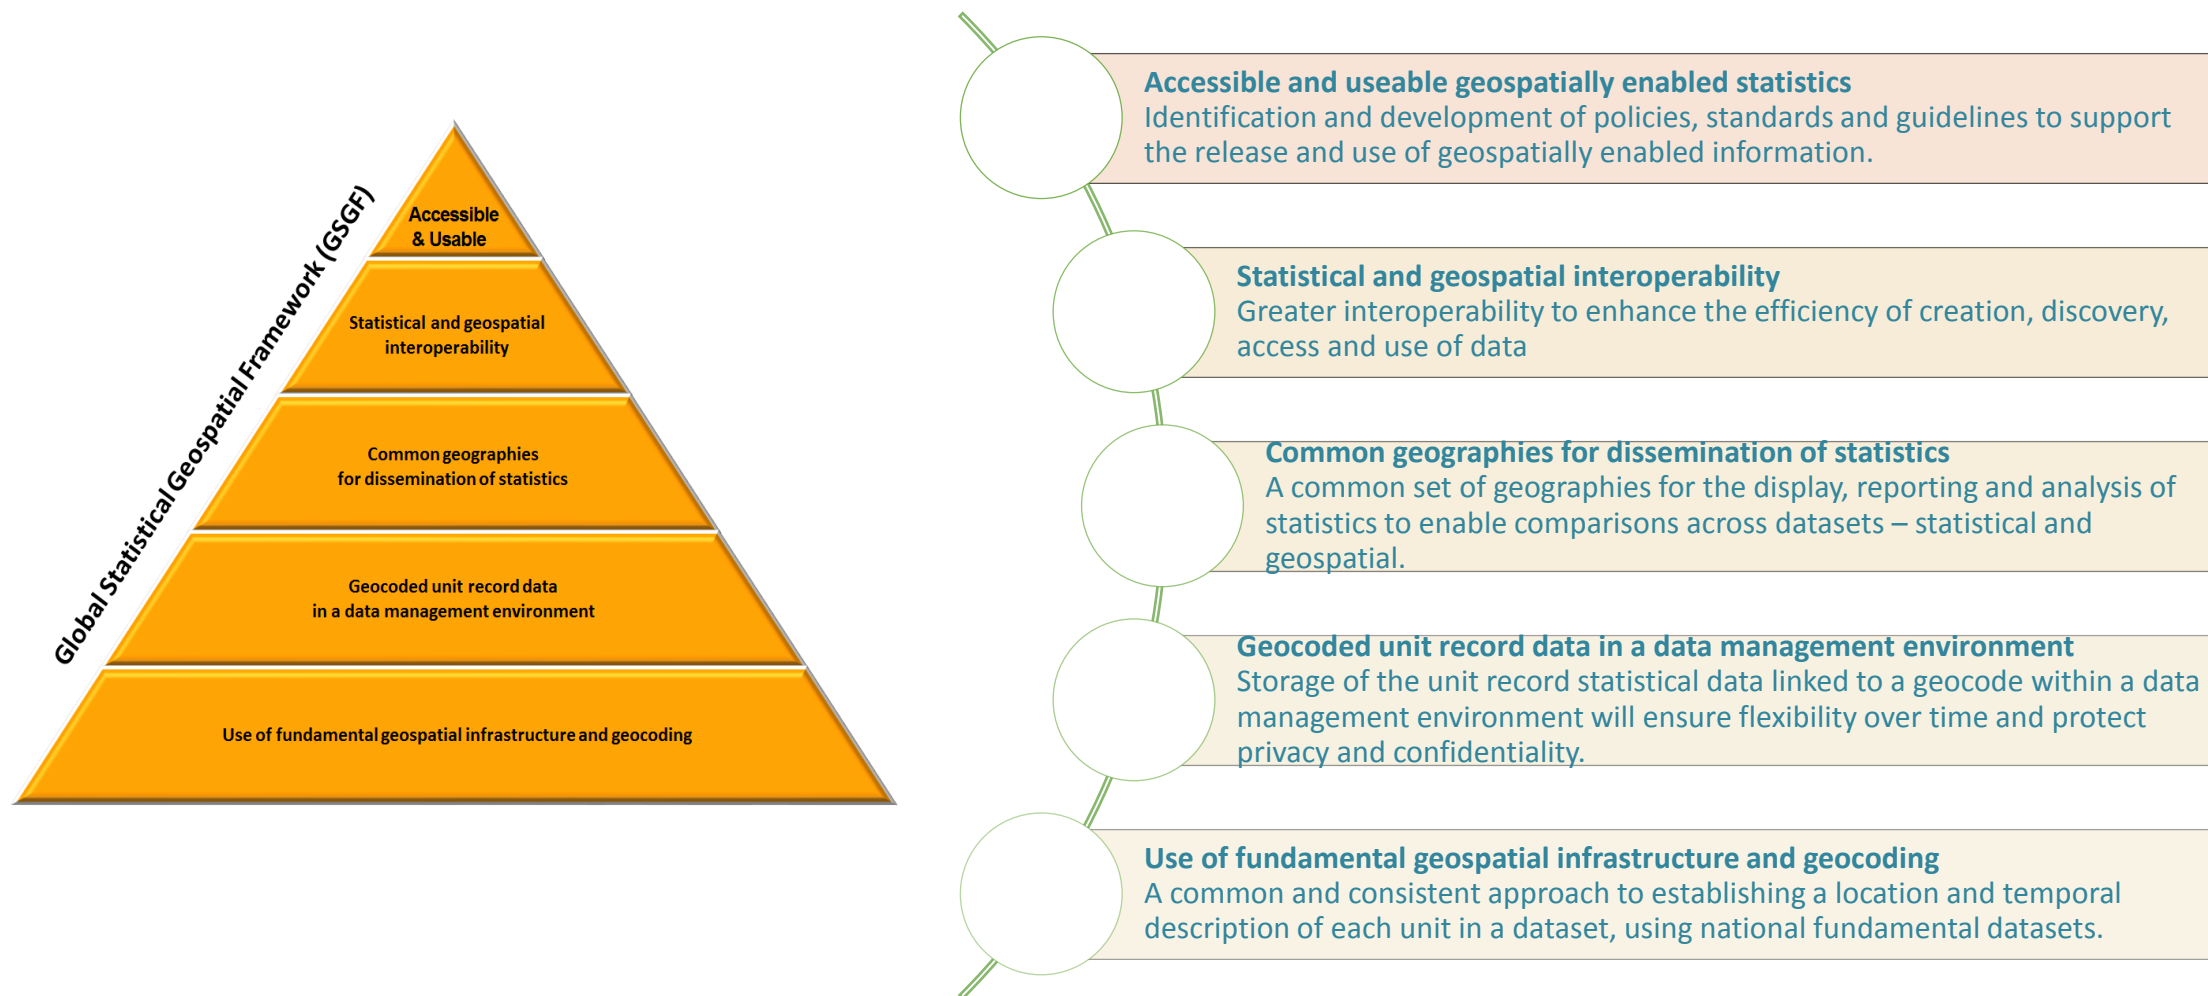 Global Statistical Geospatial Framework (GSGF)
Accessible
& Usable
Statistical and geospatial
interoperability
Common geographies
for dissemination of statistics
Geocoded unit record data
in a data management environment
Use of fundamental geospatial infrastructure and geocoding
Accessible and useable geospatially enabled statistics
Identification and development of policies, standards and guidelines to support
the release and use of geospatially enabled information.
Statistical and geospatial interoperability
Greater interoperability to enhance the efficiency of creation, discovery,
access and use of data
Common geographies for dissemination of statistics
A common set of geographies for the display, reporting and analysis of
statistics to enable comparisons across datasets – statistical and
geospatial.
Geocoded unit record data in a data management environment
Storage of the unit record statistical data linked to a geocode within a data
management environment will ensure flexibility over time and protect
privacy and confidentiality.
Use of fundamental geospatial infrastructure and geocoding
A common and consistent approach to establishing a location and temporal
description of each unit in a dataset, using national fundamental datasets.